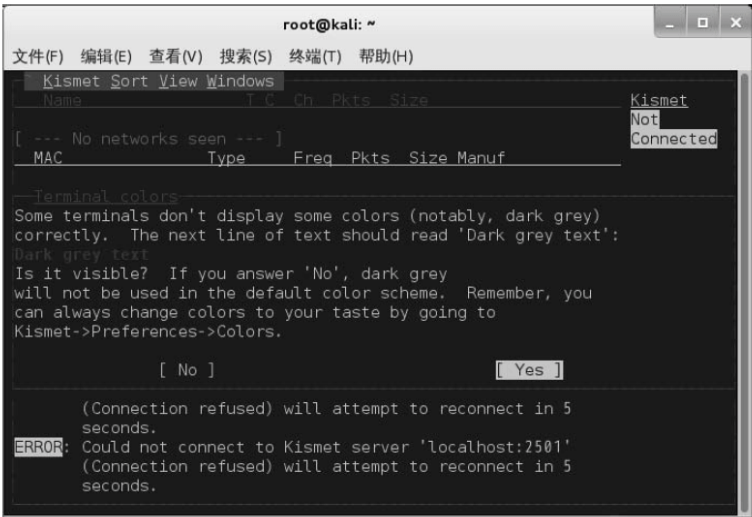 root@kali: ~
文件(F) 编辑(E) 查看(V) 搜索(S) 终端(T) 帮助(H)
Kismet Sort View Windows
Name T C Ch Pkts Size
Kismet
Not
Connected
[ --- No networks seen --- ]
MAC Type Freq Pkts Size Manuf
Terminal colors
Some terminals don't display some colors (notably, dark grey)
correctly. The next line of text should read 'Dark grey text':
Dark grey text
Is it visible? If you answer 'No', dark grey
will not be used in the default color scheme. Remember, you
can always change colors to your taste by going to
Kismet->Preferences->Colors.
[ No ] [ Yes ]
(Connection refused) will attempt to reconnect in 5
seconds.
ERROR: Could not connect to Kismet server 'localhost:2501'
(Connection refused) will attempt to reconnect in 5
seconds.